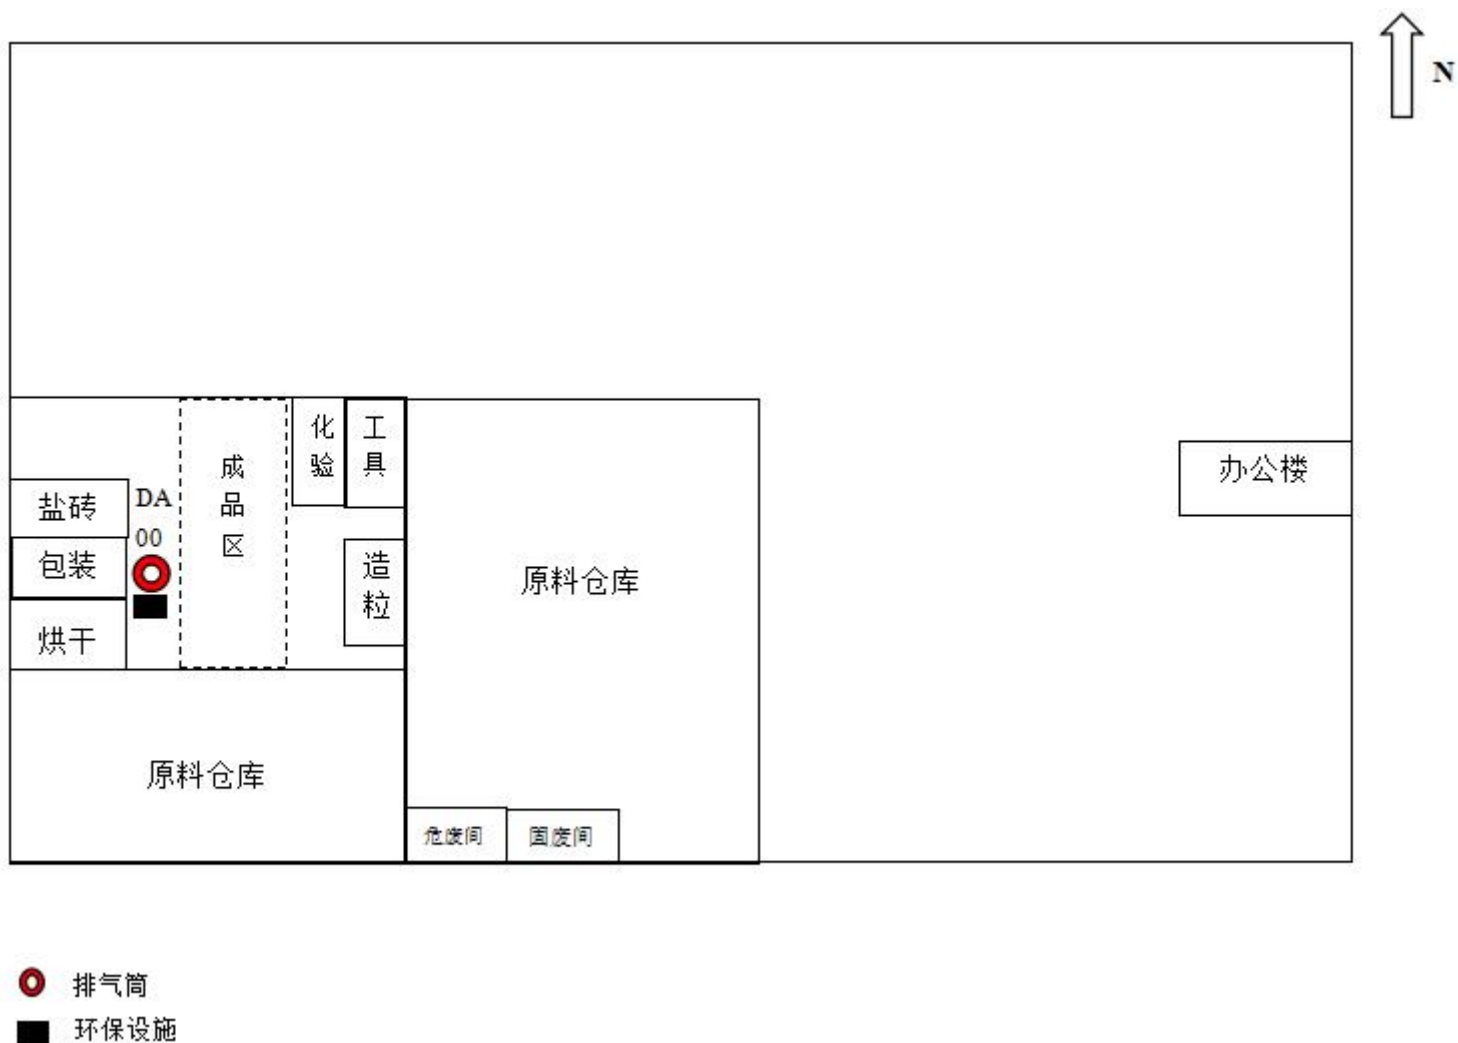 N
化
验
工
具
成
品
区
办公楼
盐砖
DA
00
包装
造
粒
原料仓库
烘干
原料仓库
危废间
固废间
排气筒
环保设施